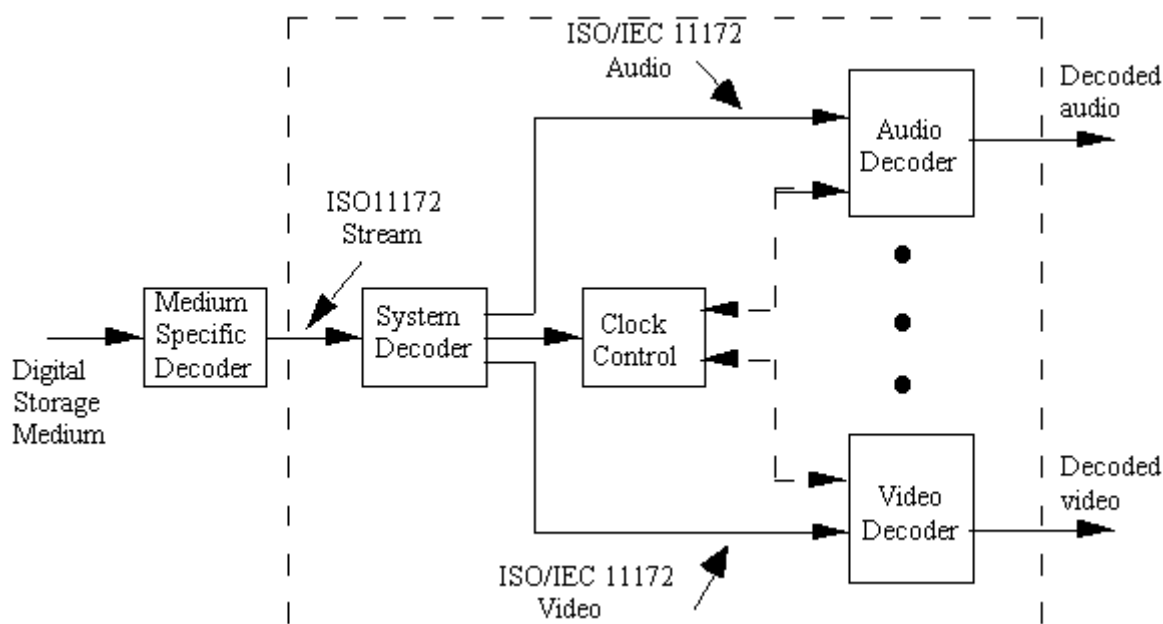 ISO/IEC 11172
Audio
Decoded
audio
Audio
Decoder
ISO11172
Stream
Medium
Specific
Decoder
System
Decoder
Clock
Control
Digital
Storage
Medium
Video
Decoder
Decoded
video
ISO/IEC 11172
Video